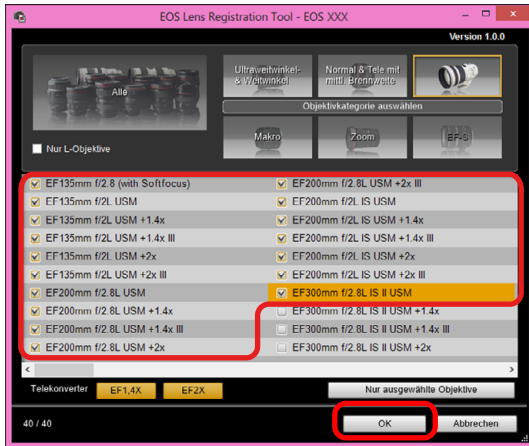 EOS Lens Registration Tool - EOS XXX
Version 1.0.0
Alle
Ultraweitwinkel-
& Weitwinkel
Normal & Tele mit
mittl. Brennweite
Objektivkategorie auswählen
Makro
Zoom
EF-S
Nur L-Objektive
EF135mm f/2.8 (with Softfocus)
EF135mm f/2L USM
EF135mm f/2L USM +1.4x
EF135mm f/2L USM +1.4x III
EF135mm f/2L USM +2x
EF135mm f/2L USM +2x III
EF200mm f/2.8L USM
EF200mm f/2.8L USM +1.4x
EF200mm f/2.8L USM +1.4x III
EF200mm f/2.8L USM +2x
EF200mm f/2.8L USM +2x III
EF200mm f/2L IS USM
EF200mm f/2L IS USM +1.4x
EF200mm f/2L IS USM +1.4x III
EF200mm f/2L IS USM +2x
EF200mm f/2L IS USM +2x III
EF300mm f/2.8L IS II USM
EF300mm f/2.8L IS II USM +1.4x
EF300mm f/2.8L IS II USM +1.4x III
EF300mm f/2.8L IS II USM +2x
Telekonverter
EF1,4X
EF2X
Nur ausgewählte Objektive
40 / 40
OK
Abbrechen